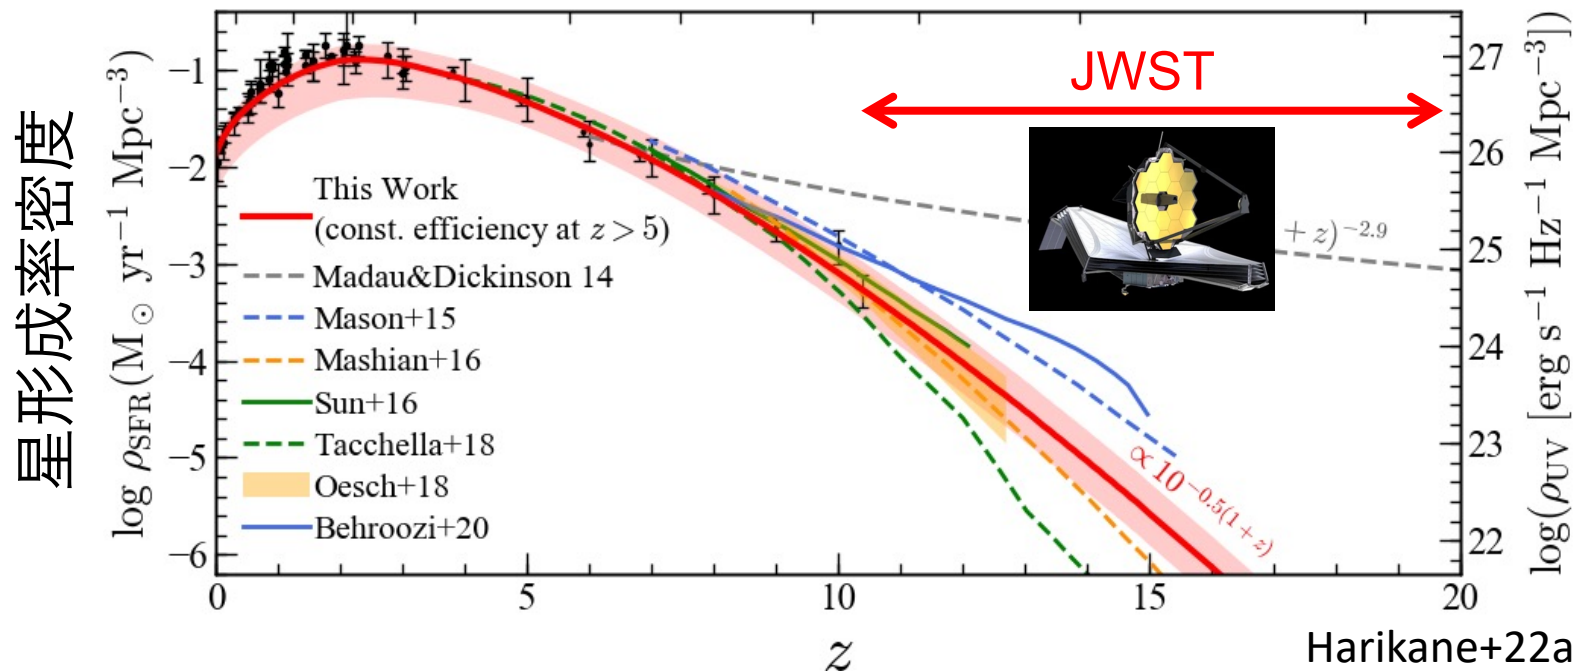 星形成率密度
log ρ_SFR (M_⊙ yr⁻¹ Mpc⁻³)
−1
−2
−3
−4
−5
−6
This Work
(const. efficiency at z > 5)
Madau&Dickinson 14
Mason+15
Mashian+16
Sun+16
Tacchella+18
Oesch+18
Behroozi+20
JWST
+ z)^−2.9
∝ 10^−0.5(1 + z)
27
26
25
24
23
22
log(ρ_UV [erg s⁻¹ Hz⁻¹ Mpc⁻³])
0
5
10
15
20
z
Harikane+22a